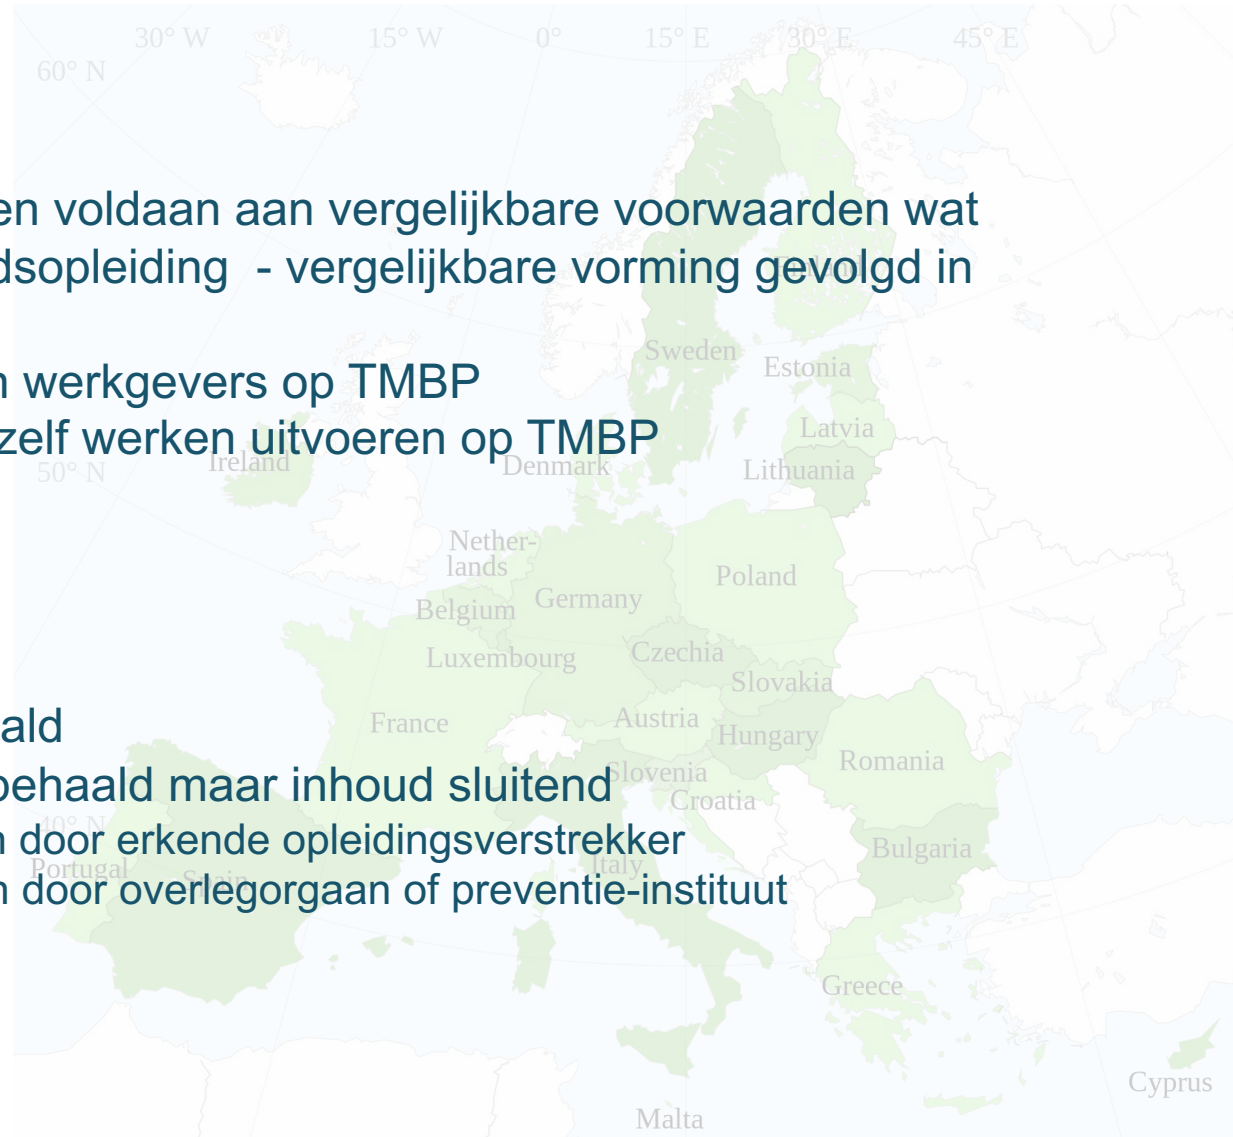 30° W 15° W 0° 15° E 30° E 45° E
60° N
en voldaan aan vergelijkbare voorwaarden wat
dsopleiding - vergelijkbare vorming gevolgd in
Finland
Sweden
Estonia
n werkgevers op TMBP
Latvia
zelf werken uitvoeren op TMBP
Ireland
Denmark
Lithuania
50° N
Nether-
lands
Poland
Belgium
Germany
Luxembourg
Czechia
Slovakia
ald
France
Austria
Hungary
Romania
behaald maar inhoud sluitend
Slovenia
Croatia
40° N
n door erkende opleidingsverstrekker
Bulgaria
Portugal
Spain
Italy
n door overlegorgaan of preventie-instituut
Greece
Cyprus
Malta